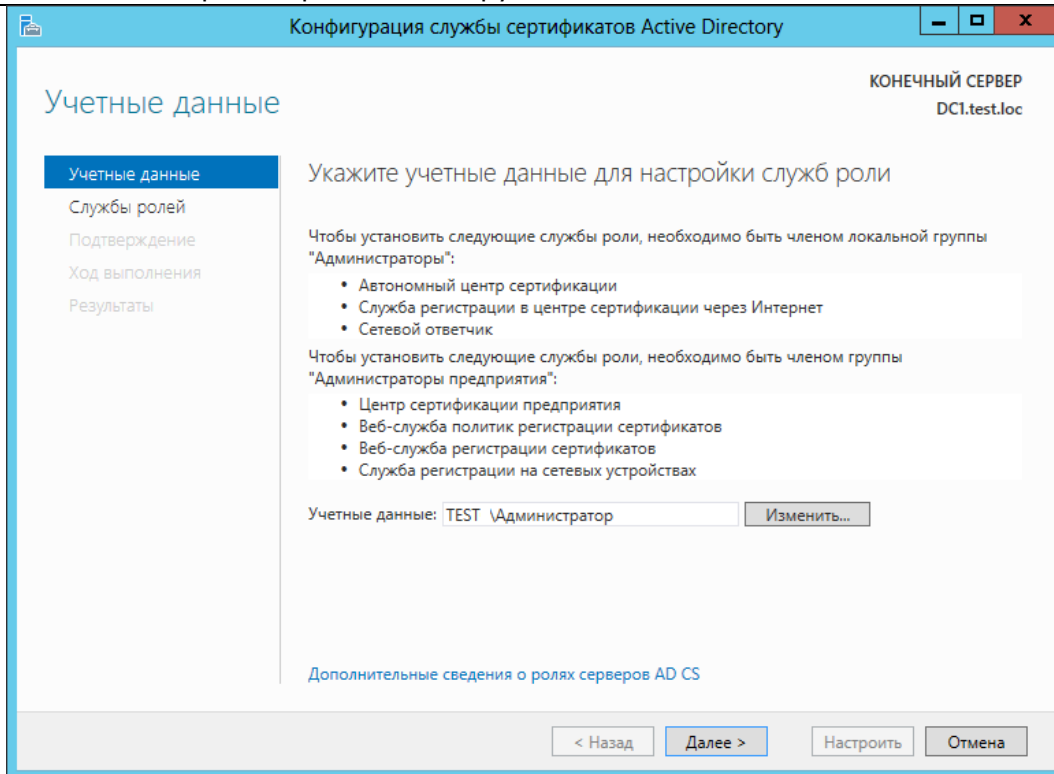 Конфигурация службы сертификатов Active Directory
Учетные данные
КОНЕЧНЫЙ СЕРВЕР
DC1.test.loc
Учетные данные
Службы ролей
Подтверждение
Ход выполнения
Результаты
Укажите учетные данные для настройки служб роли
Чтобы установить следующие службы роли, необходимо быть членом локальной группы
"Администраторы":
• Автономный центр сертификации
• Служба регистрации в центре сертификации через Интернет
• Сетевой ответчик
Чтобы установить следующие службы роли, необходимо быть членом группы
"Администраторы предприятия":
• Центр сертификации предприятия
• Веб-служба политик регистрации сертификатов
• Веб-служба регистрации сертификатов
• Служба регистрации на сетевых устройствах
Учетные данные: TEST \Администратор Изменить...
Дополнительные сведения о ролях серверов AD CS
< Назад Далее > Настроить Отмена